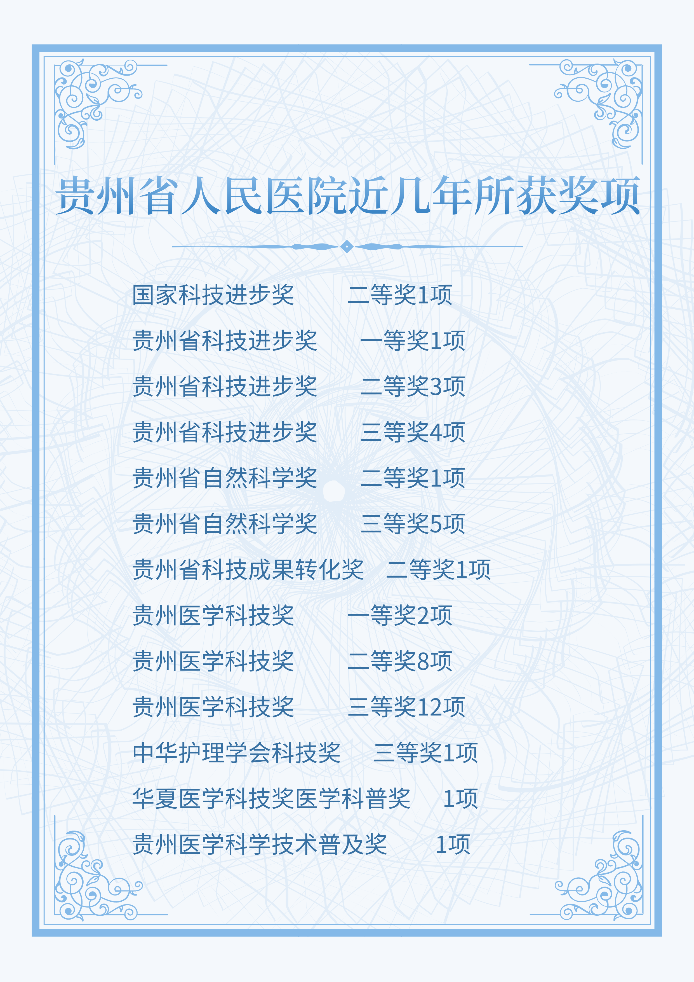 贵州省人民医院近几年所获奖项
国家科技进步奖 二等奖1项
贵州省科技进步奖 一等奖1项
贵州省科技进步奖 二等奖3项
贵州省科技进步奖 三等奖4项
贵州省自然科学奖 二等奖1项
贵州省自然科学奖 三等奖5项
贵州省科技成果转化奖 二等奖1项
贵州医学科技奖 一等奖2项
贵州医学科技奖 二等奖8项
贵州医学科技奖 三等奖12项
中华护理学会科技奖 三等奖1项
华夏医学科技奖医学科普奖 1项
贵州医学科学技术普及奖 1项